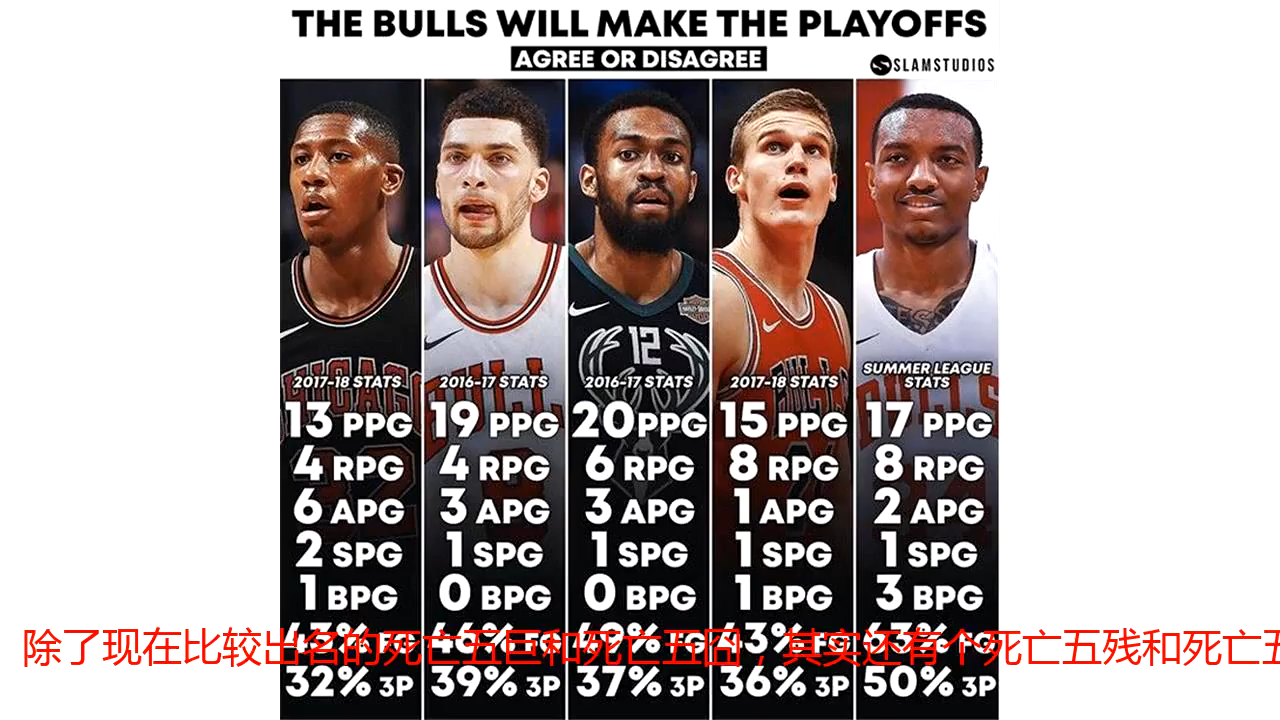 THE BULLS WILL MAKE THE PLAYOFFS
AGREE OR DISAGREE
SLAMSTUDIOS
12
2017-18 STATS 2016-17 STATS 2016-17 STATS 2017-18 STATS SUMMER LEAGUE STATS
13 PPG 19 PPG 20 PPG 15 PPG 17 PPG
4 RPG 4 RPG 6 RPG 8 RPG 8 RPG
6 APG 3 APG 3 APG 1 APG 2 APG
2 SPG 1 SPG 1 SPG 1 SPG 1 SPG
1 BPG 0 BPG 0 BPG 1 BPG 3 BPG
除了现在比较出名的死亡五巨和死亡五囧，其实还有个死亡五残和死亡五
32% 3P 39% 3P 37% 3P 36% 3P 50% 3P